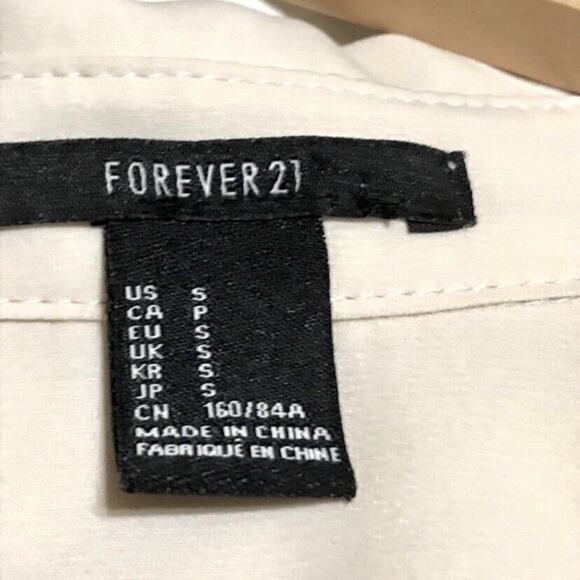 FOREVER 21
US S
CA P
EU S
UK S
KR S
JP S
CN 160/84A
MADE IN CHINA
FABRIQUÉ EN CHINE